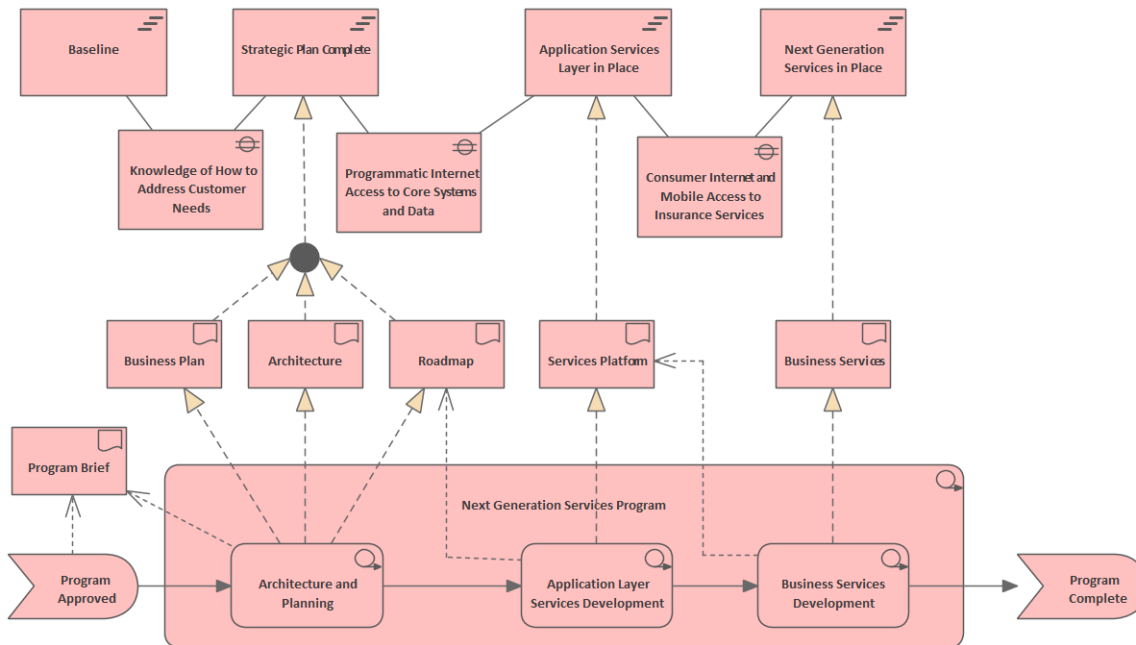 Baseline
Strategic Plan Complete
Application Services
Layer in Place
Next Generation
Services in Place
Knowledge of How to
Address Customer
Needs
Programmatic Internet
Access to Core Systems
and Data
Consumer Internet and
Mobile Access to
Insurance Services
Business Plan
Architecture
Roadmap
Services Platform
Business Services
Program Brief
Next Generation Services Program
Program
Approved
Architecture and
Planning
Application Layer
Services Development
Business Services
Development
Program
Complete